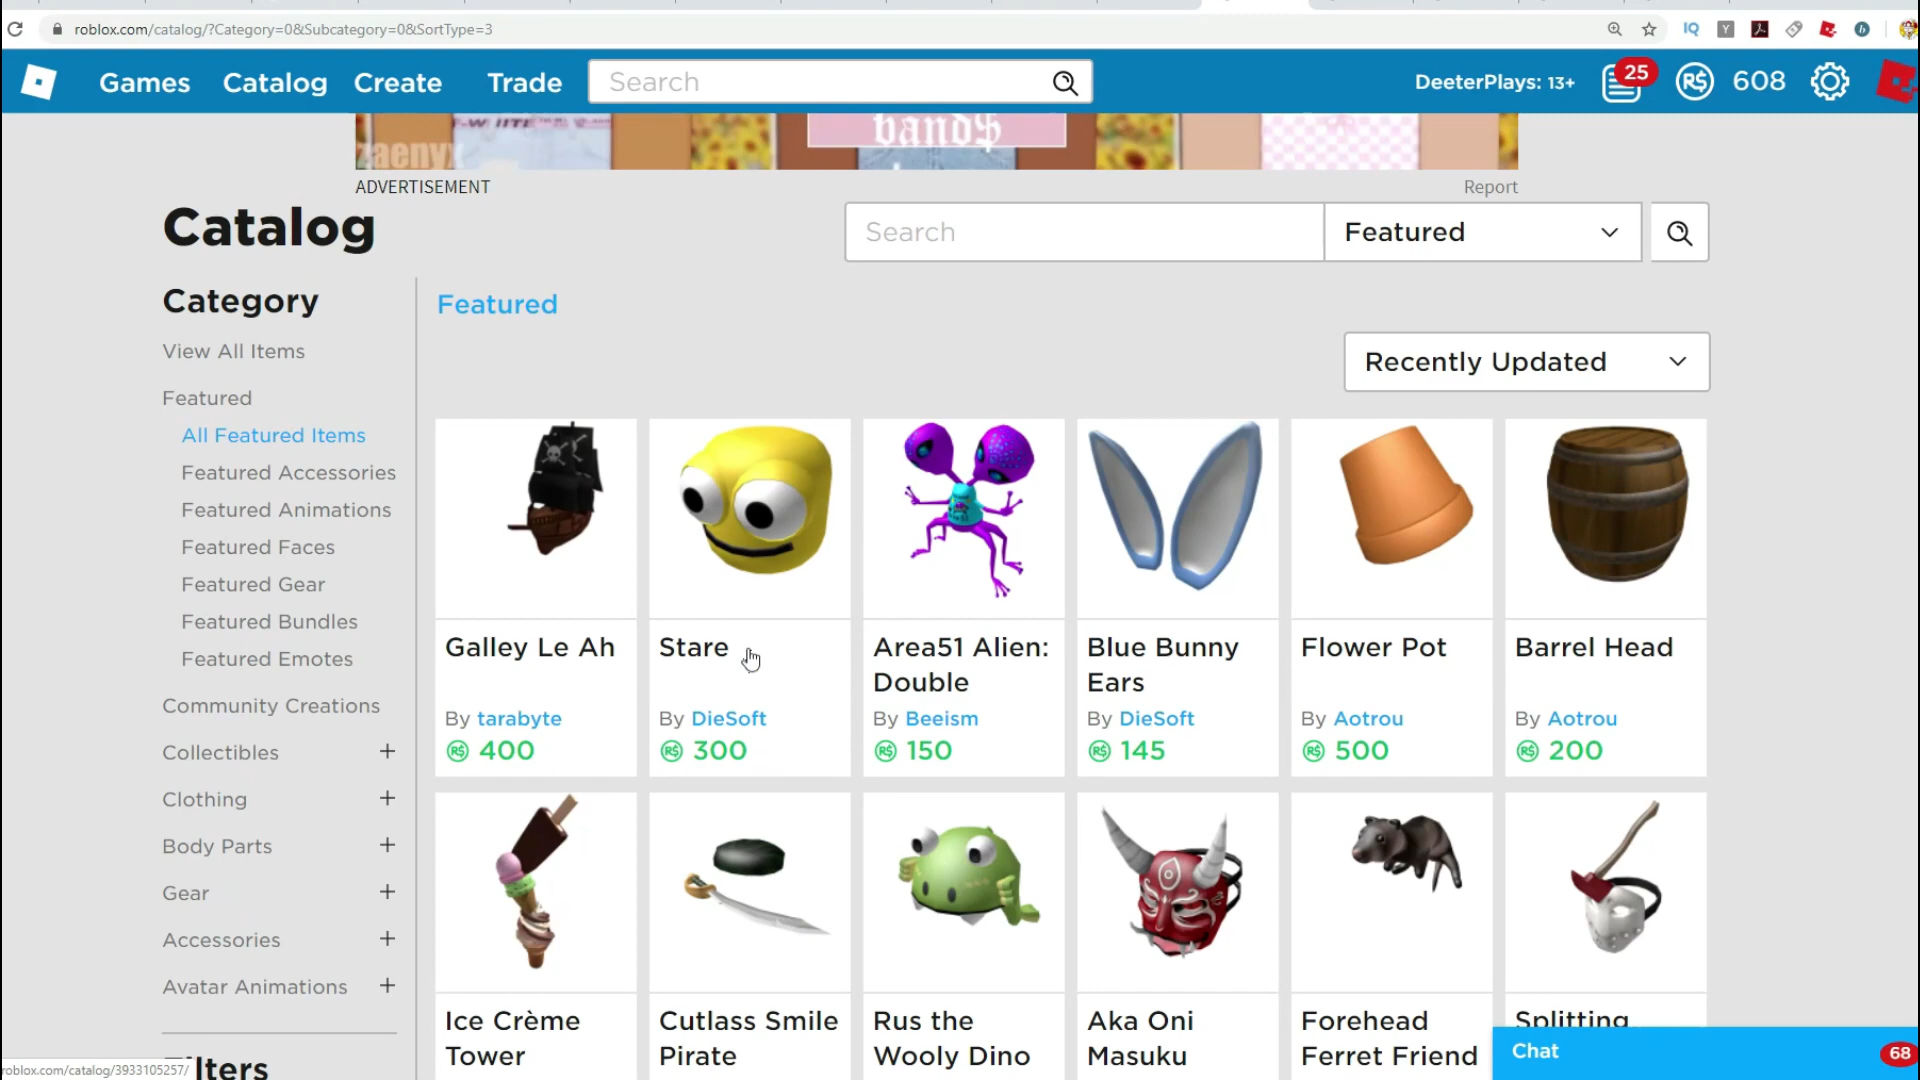 roblox.com/catalog/?Category=0&Subcategory=0&SortType=3
Games Catalog Create Trade Search DeeterPlays: 13+ 25 R$ 608
zaenyx
band$
ADVERTISEMENT Report
Catalog
Search Featured
Category
Featured
View All Items
Recently Updated
Featured
All Featured Items
Featured Accessories
Featured Animations
Featured Faces
Featured Gear
Featured Bundles
Featured Emotes
Community Creations
Collectibles +
Clothing +
Body Parts +
Gear +
Accessories +
Avatar Animations +
Filters
Galley Le Ah
By tarabyte
R$ 400
Stare
By DieSoft
R$ 300
Area51 Alien:
Double
By Beeism
R$ 150
Blue Bunny
Ears
By DieSoft
R$ 145
Flower Pot
By Aotrou
R$ 500
Barrel Head
By Aotrou
R$ 200
Ice Crème
Tower
Cutlass Smile
Pirate
Rus the
Wooly Dino
Aka Oni
Masuku
Forehead
Ferret Friend
Splitting
Chat 68
roblox.com/catalog/3933105257/